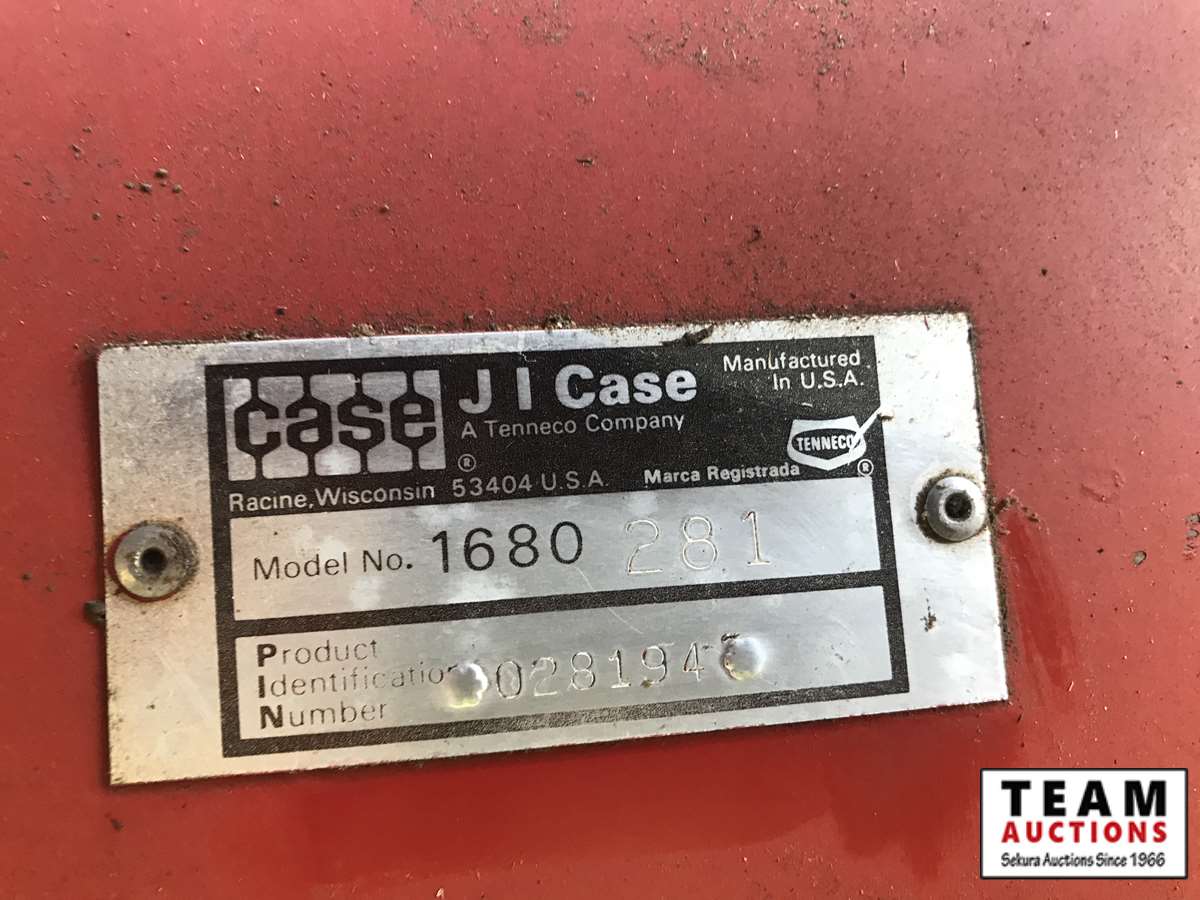 case
J I Case
A Tenneco Company
®
Racine, Wisconsin 53404 U.S.A.
Manufactured
In U.S.A.
TENNECO
Marca Registrada ®
Model No. 1680 281
Product
Identification 0281943
Number
TEAM
AUCTIONS
Sekura Auctions Since 1966